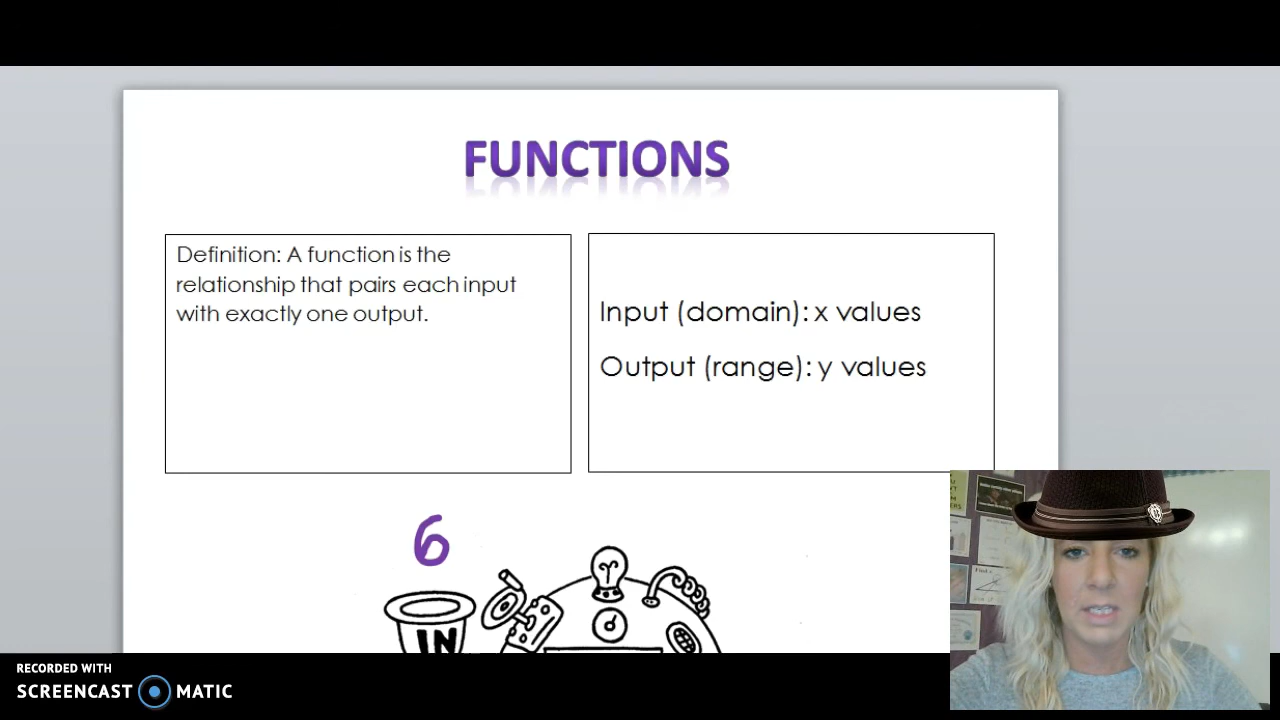 FUNCTIONS
Definition: A function is the
relationship that pairs each input
with exactly one output.
Input (domain): x values
Output (range): y values
6
IN
RECORDED WITH
SCREENCAST MATIC